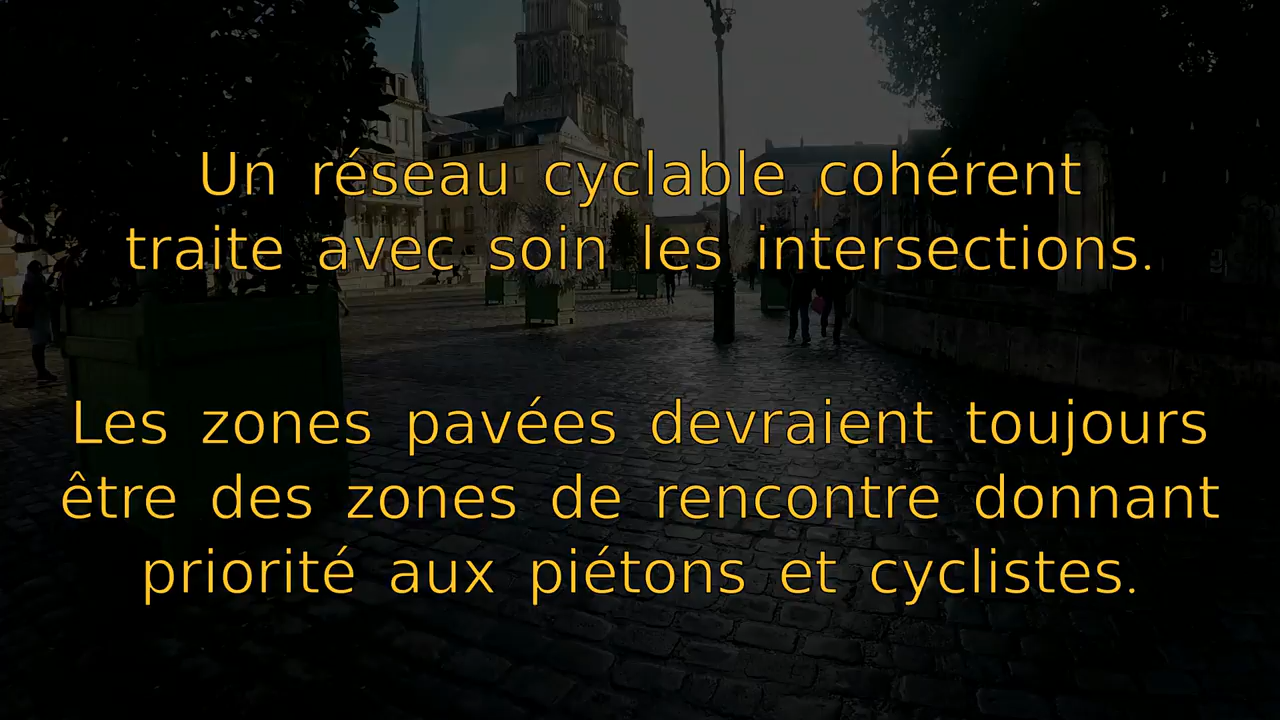 Un réseau cyclable cohérent
traite avec soin les intersections.
Les zones pavées devraient toujours
être des zones de rencontre donnant
priorité aux piétons et cyclistes.